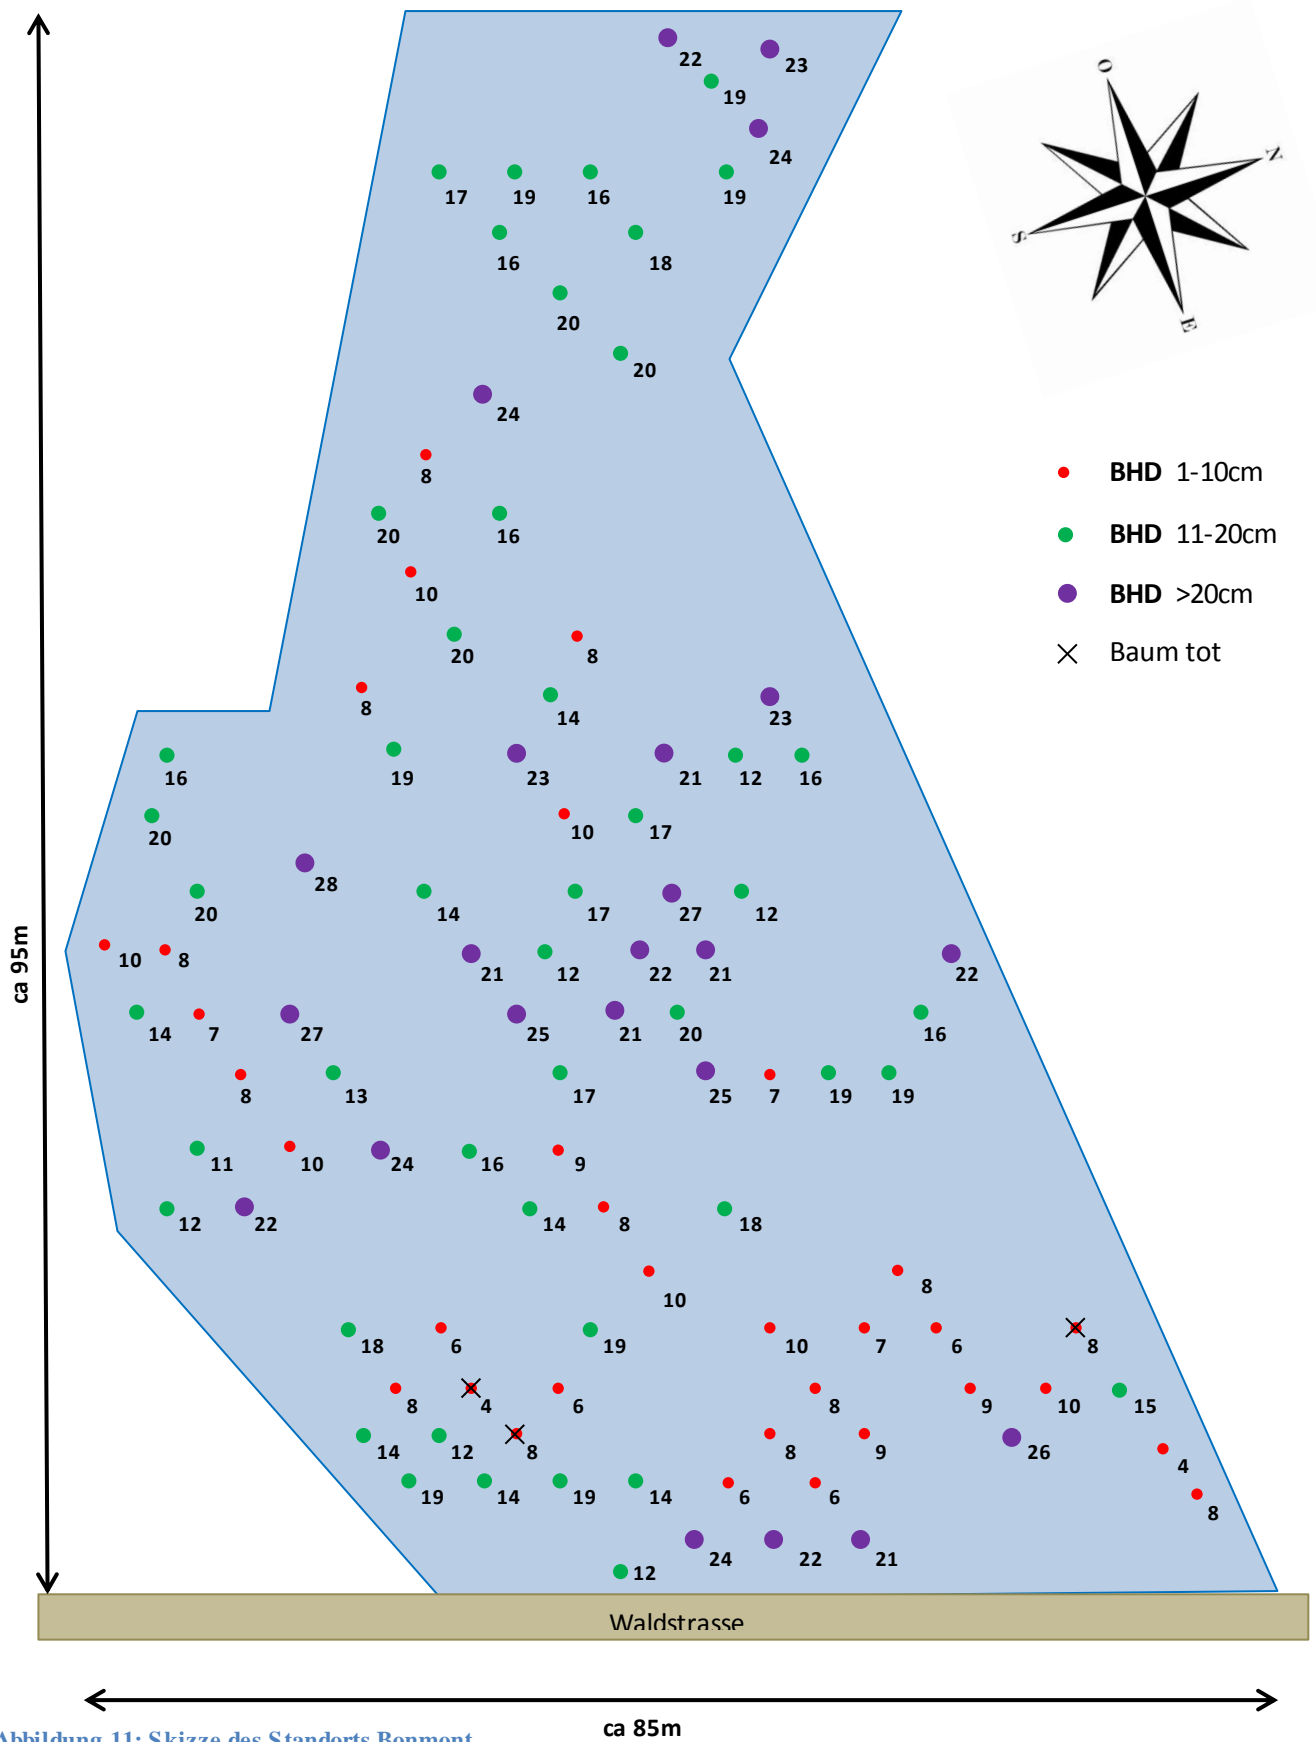 22
23
19
24
17 19 16 19
16 18
20
20
24
8
20 16
10
20 8
8 14 23
16 19 23 21 12 16
20 10 17
28
20 14 17 27 12
10 8 21 12 22 21 22
14 7 27 25 21 20 16
8 13 17 25 7 19 19
11 10 24 16 9
12 22 14 8 18
10 8
18 6 19 10 7 6 8
8 4 6 8 9 10 15
14 12 8 8 9 26 4
19 14 19 14 6 6 8
24 22 21
12
O
N
S
E
BHD 1-10cm
BHD 11-20cm
BHD >20cm
Baum tot
ca 95m
Waldstrasse
ca 85m
Abbildung 11: Skizze des Standorts Bonmont